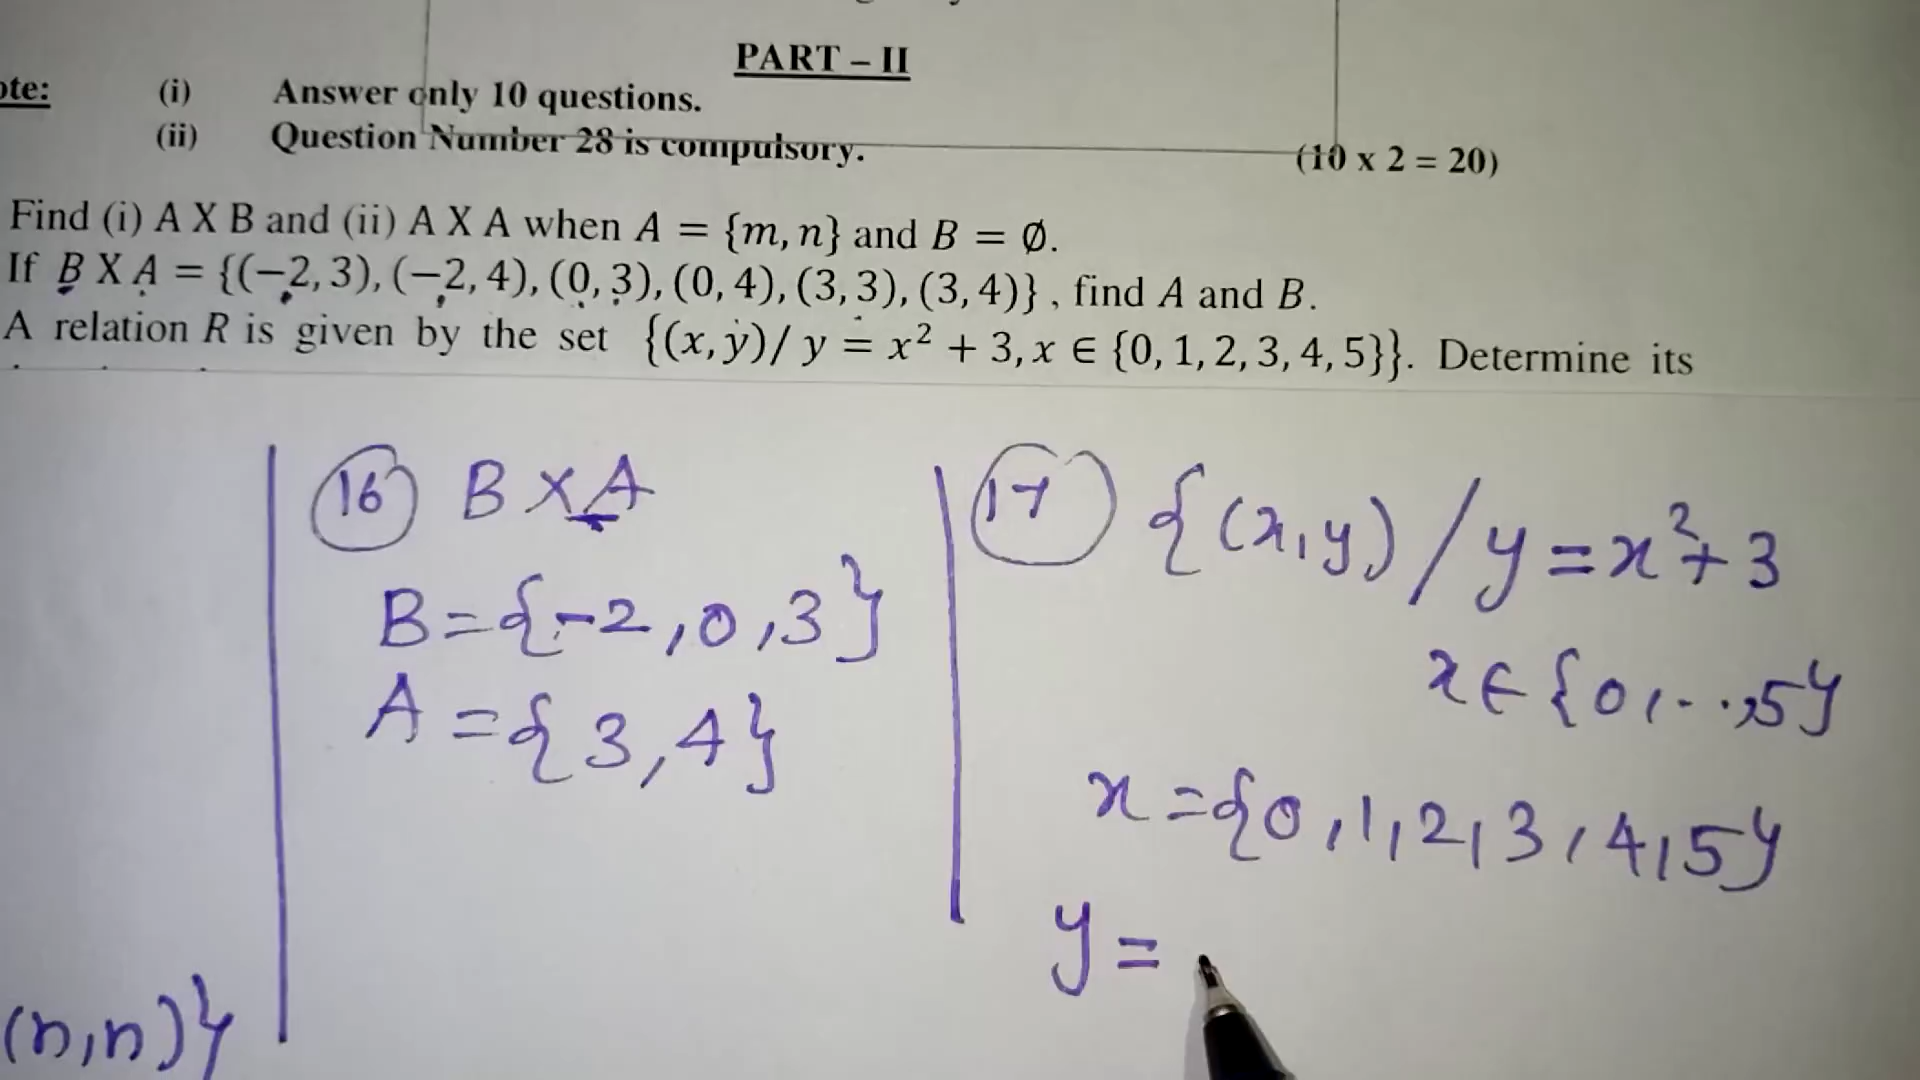 PART – II
ote: (i) Answer only 10 questions.
(ii) Question Number 28 is compulsory. (10 x 2 = 20)
Find (i) A X B and (ii) A X A when A = {m, n} and B = ∅.
If B X A = {(−2, 3), (−2, 4), (0, 3), (0, 4), (3, 3), (3, 4)} , find A and B.
A relation R is given by the set {(x, y)/ y = x² + 3, x ∈ {0, 1, 2, 3, 4, 5}}. Determine its
16 B X A
B = {-2, 0, 3}
A = {3, 4}
(n, n)}
17 {(x, y) / y = x² + 3
x ∈ {0, . . , 5}
x = {0, 1, 2, 3, 4, 5}
y =